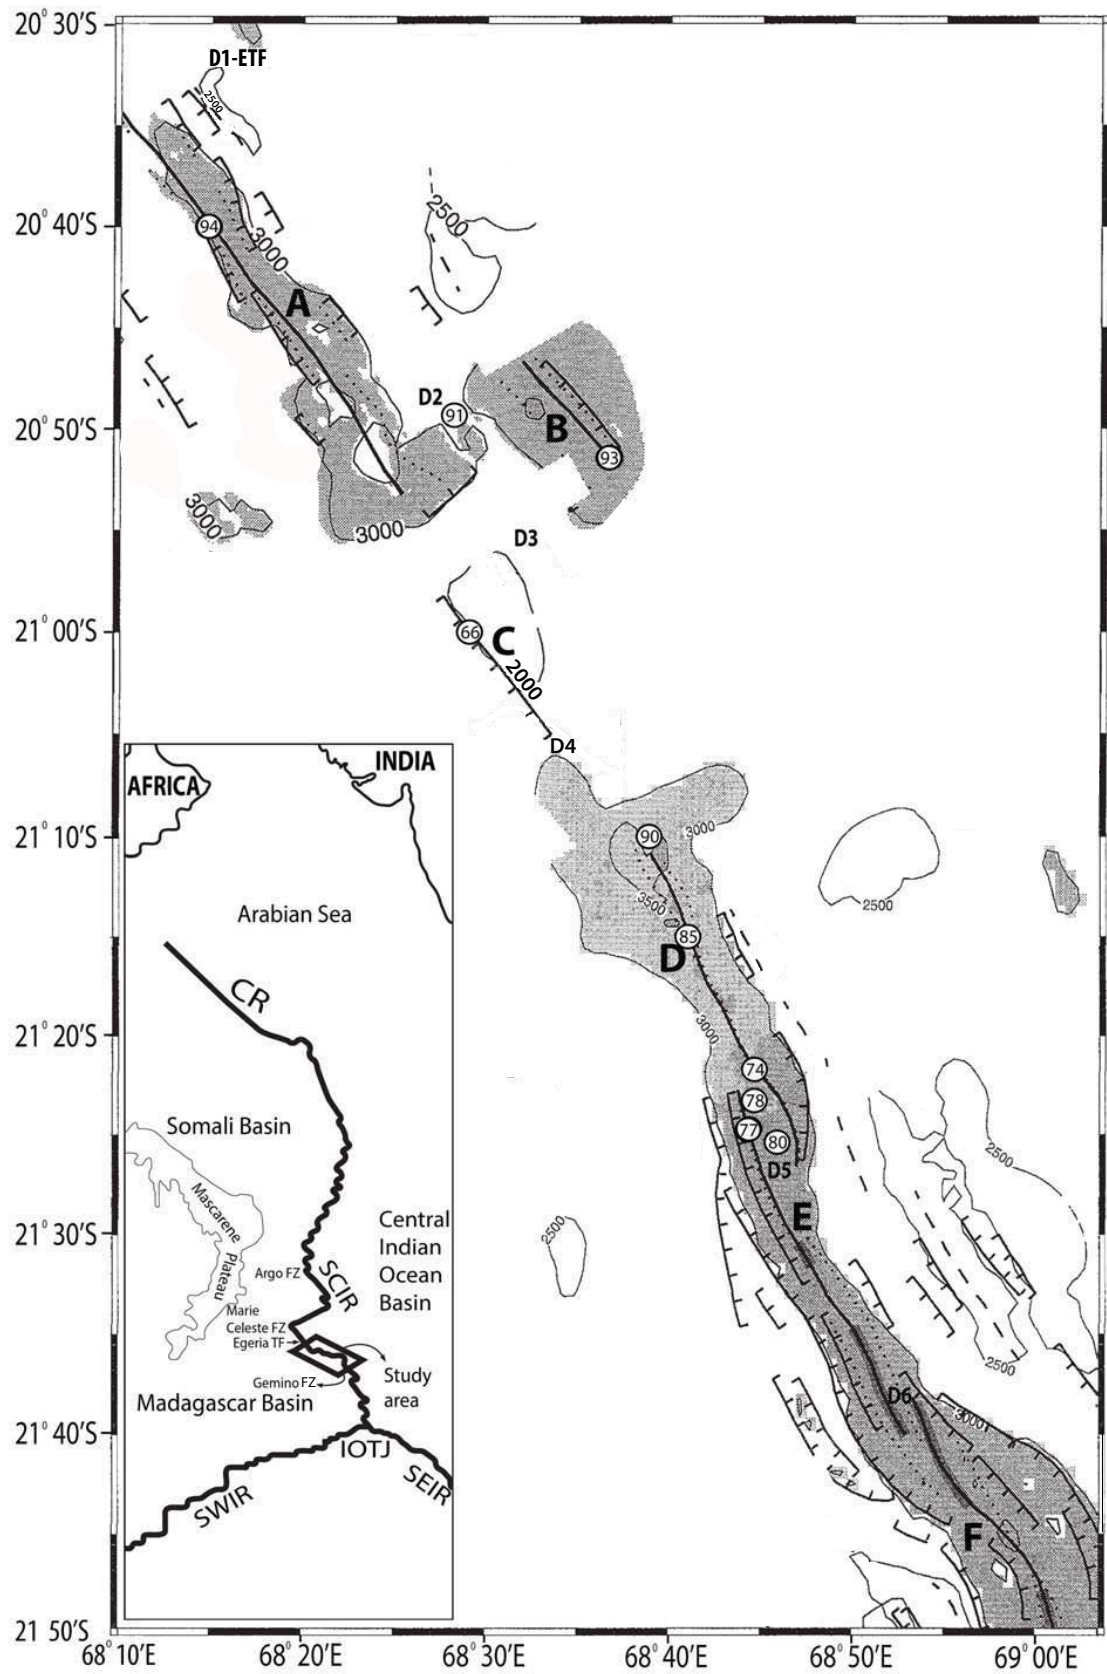 20° 30'S
D1-ETF
2500
20° 40'S
94
2500
3000
A
D2
91
20° 50'S
B
93
3000
3000
D3
21° 00'S
66
C
2000
D4
21° 10'S
90
3000
3500
2500
85
D
3000
21° 20'S
74
78
77
80
D5
2500
21° 30'S
E
2500
2500
D6
3000
21° 40'S
F
21 50'S
68° 10'E
68° 20'E
68° 30'E
68° 40'E
68° 50'E
69° 00'E
AFRICA
INDIA
Arabian Sea
CR
Somali Basin
Mascarene
Plateau
Central
Indian
Ocean
Basin
Argo FZ
SCIR
Marie
Celeste FZ
Egeria TF
Gemino FZ
Study
area
Madagascar Basin
IOTJ
SWIR
SEIR